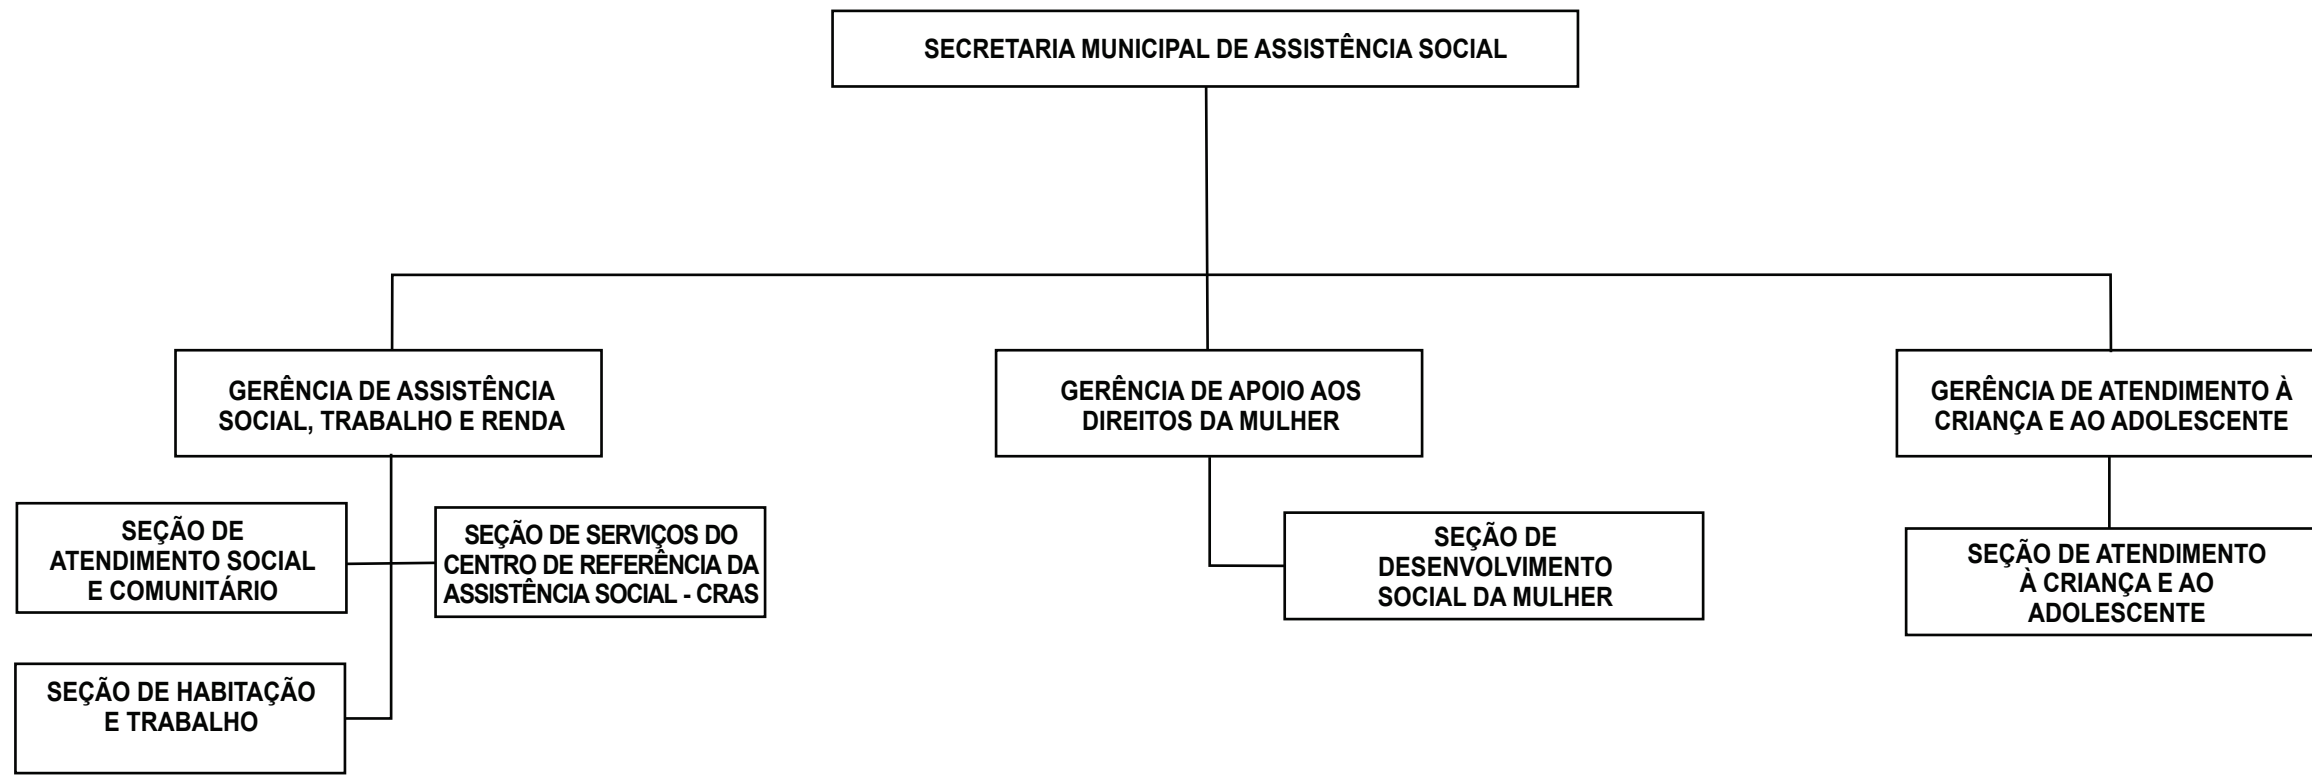 SECRETARIA MUNICIPAL DE ASSISTÊNCIA SOCIAL
GERÊNCIA DE ASSISTÊNCIA
SOCIAL, TRABALHO E RENDA
GERÊNCIA DE APOIO AOS
DIREITOS DA MULHER
GERÊNCIA DE ATENDIMENTO À
CRIANÇA E AO ADOLESCENTE
SEÇÃO DE
ATENDIMENTO SOCIAL
E COMUNITÁRIO
SEÇÃO DE SERVIÇOS DO
CENTRO DE REFERÊNCIA DA
ASSISTÊNCIA SOCIAL - CRAS
SEÇÃO DE
DESENVOLVIMENTO
SOCIAL DA MULHER
SEÇÃO DE ATENDIMENTO
À CRIANÇA E AO
ADOLESCENTE
SEÇÃO DE HABITAÇÃO
E TRABALHO